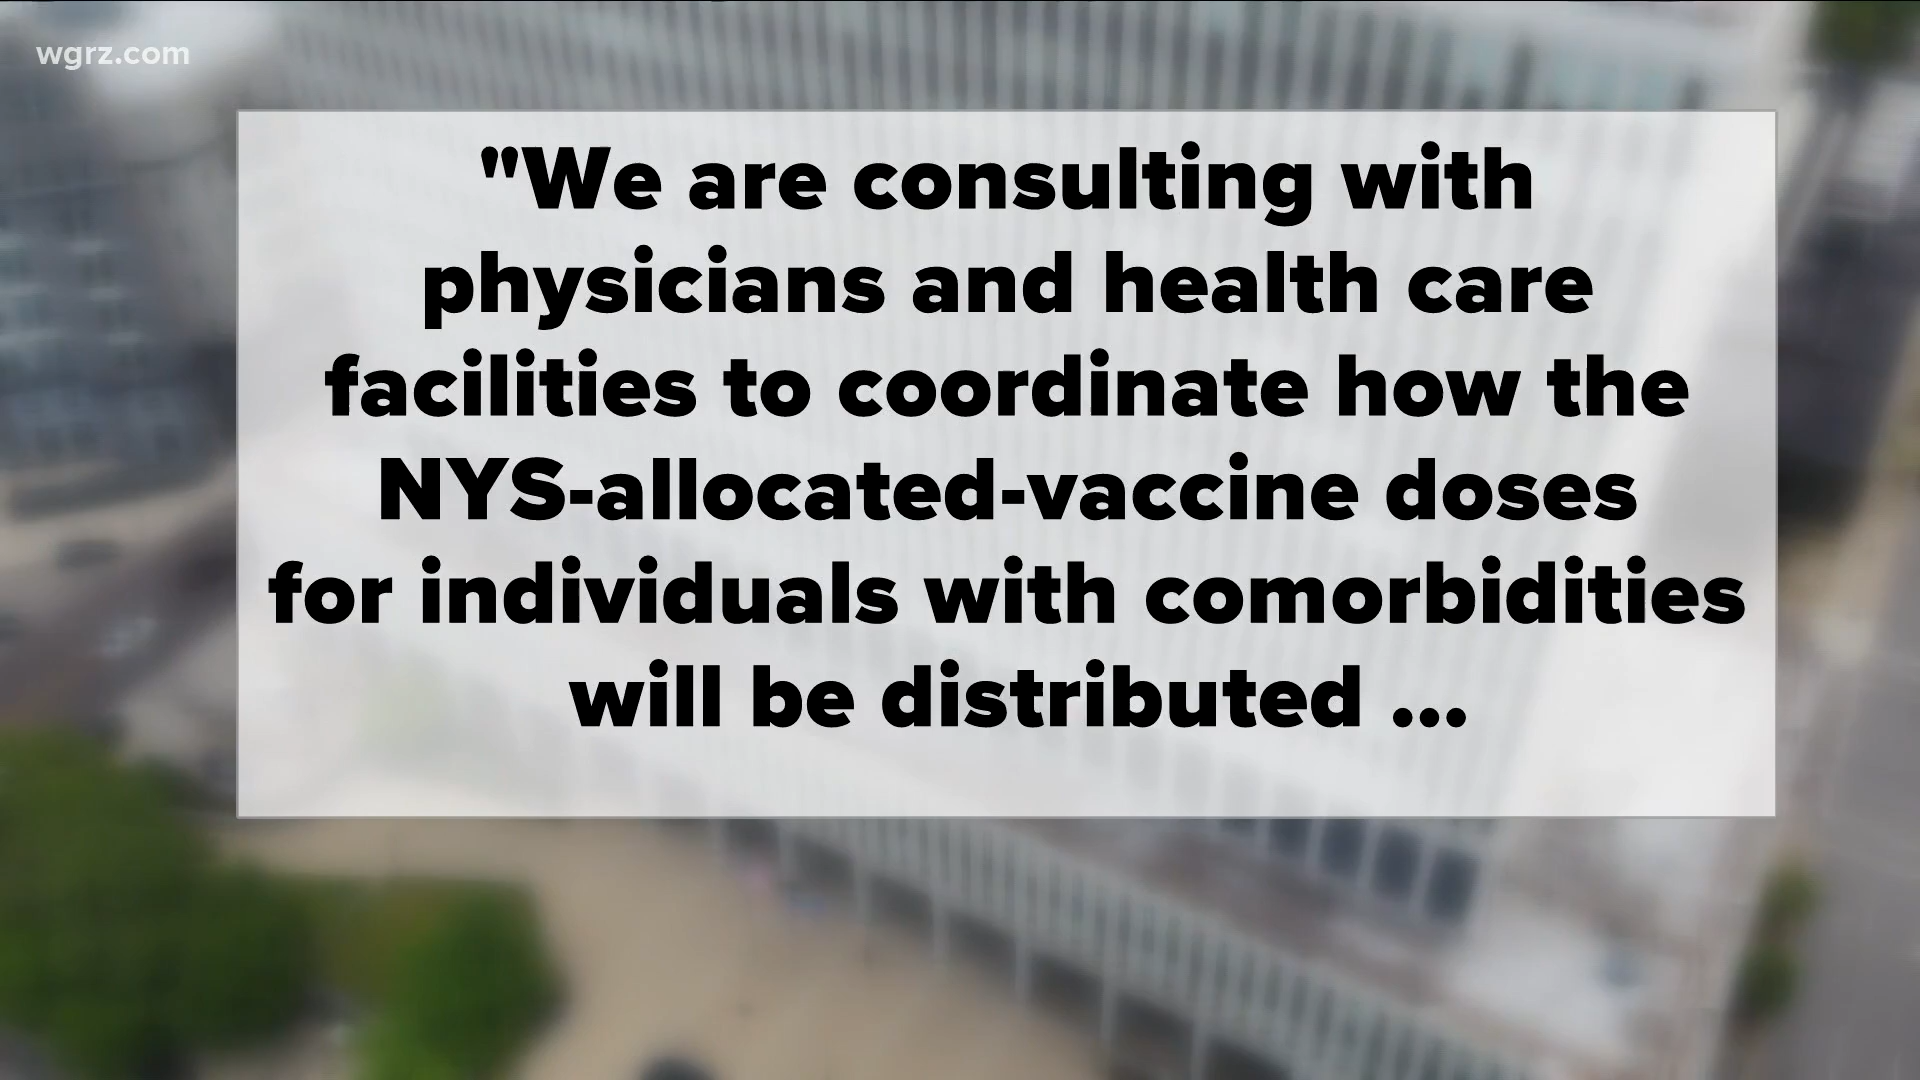 wgrz.com
"We are consulting with
physicians and health care
facilities to coordinate how the
NYS-allocated-vaccine doses
for individuals with comorbidities
will be distributed ...